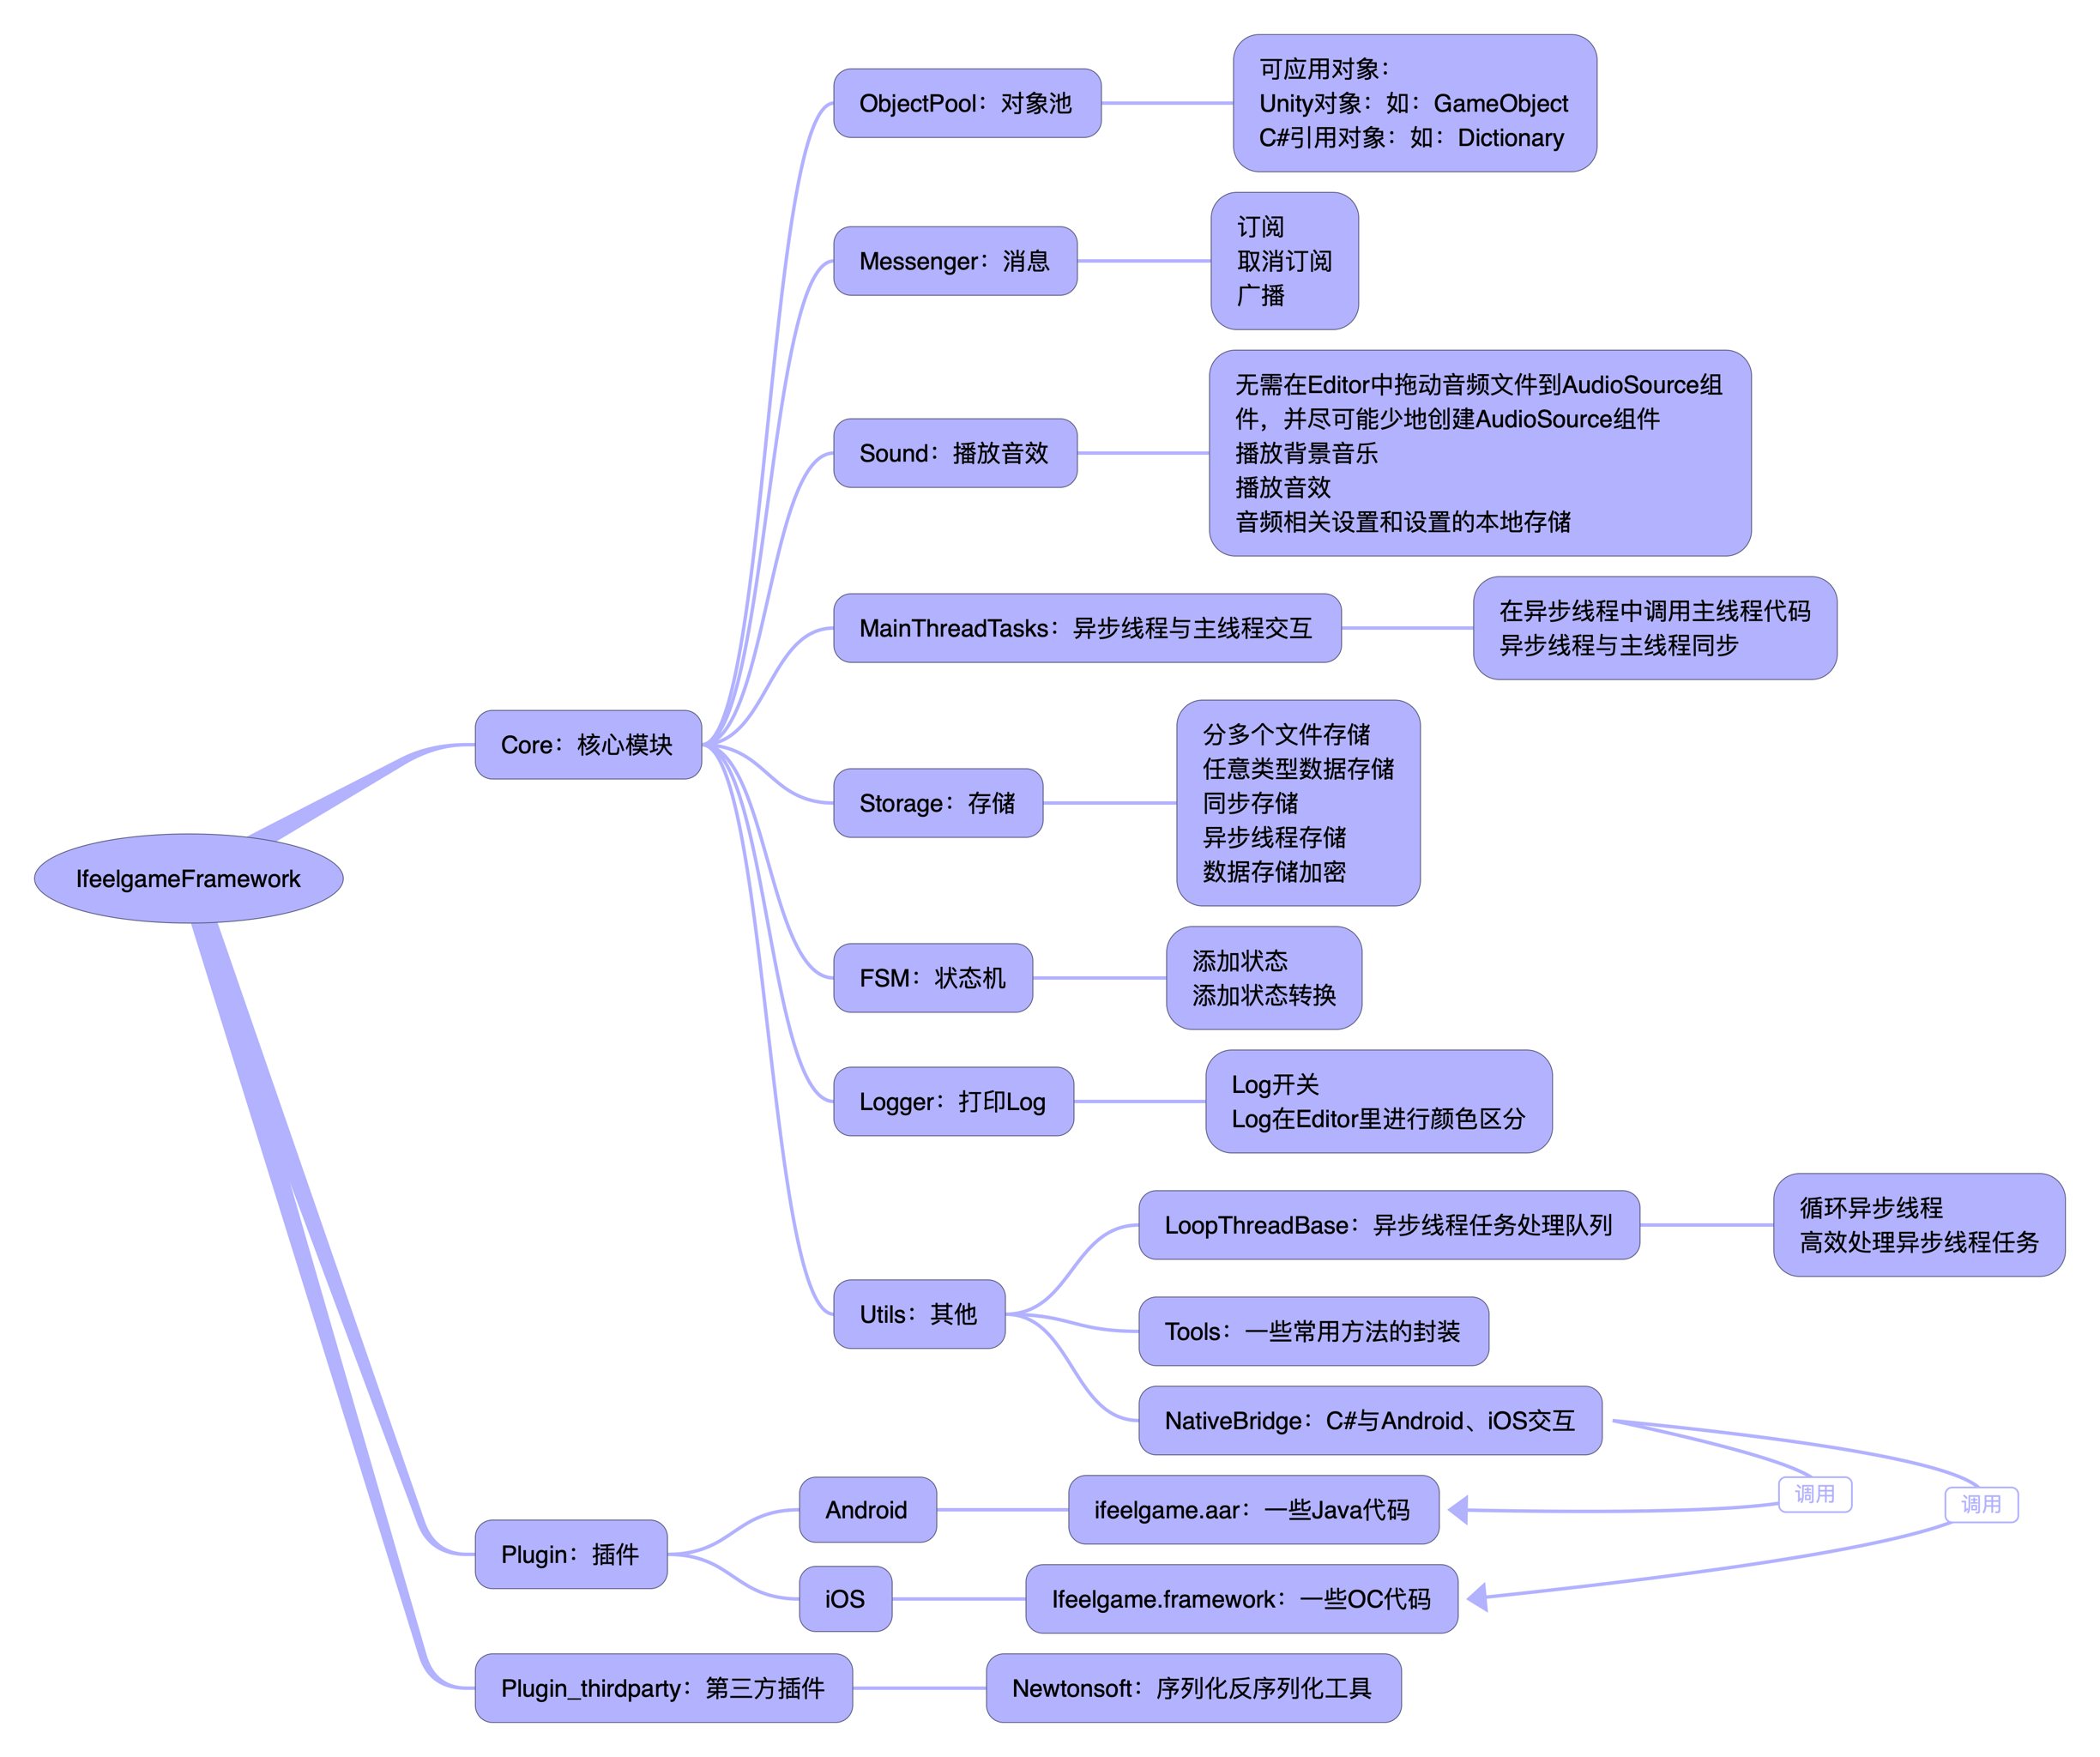 IfeelgameFramework
Core：核心模块
ObjectPool：对象池
可应用对象：
Unity对象：如：GameObject
C#引用对象：如：Dictionary
Messenger：消息
订阅
取消订阅
广播
Sound：播放音效
无需在Editor中拖动音频文件到AudioSource组
件，并尽可能少地创建AudioSource组件
播放背景音乐
播放音效
音频相关设置和设置的本地存储
MainThreadTasks：异步线程与主线程交互
在异步线程中调用主线程代码
异步线程与主线程同步
Storage：存储
分多个文件存储
任意类型数据存储
同步存储
异步线程存储
数据存储加密
FSM：状态机
添加状态
添加状态转换
Logger：打印Log
Log开关
Log在Editor里进行颜色区分
Utils：其他
LoopThreadBase：异步线程任务处理队列
循环异步线程
高效处理异步线程任务
Tools：一些常用方法的封装
NativeBridge：C#与Android、iOS交互
调用
调用
Plugin：插件
Android
ifeelgame.aar：一些Java代码
iOS
Ifeelgame.framework：一些OC代码
Plugin_thirdparty：第三方插件
Newtonsoft：序列化反序列化工具